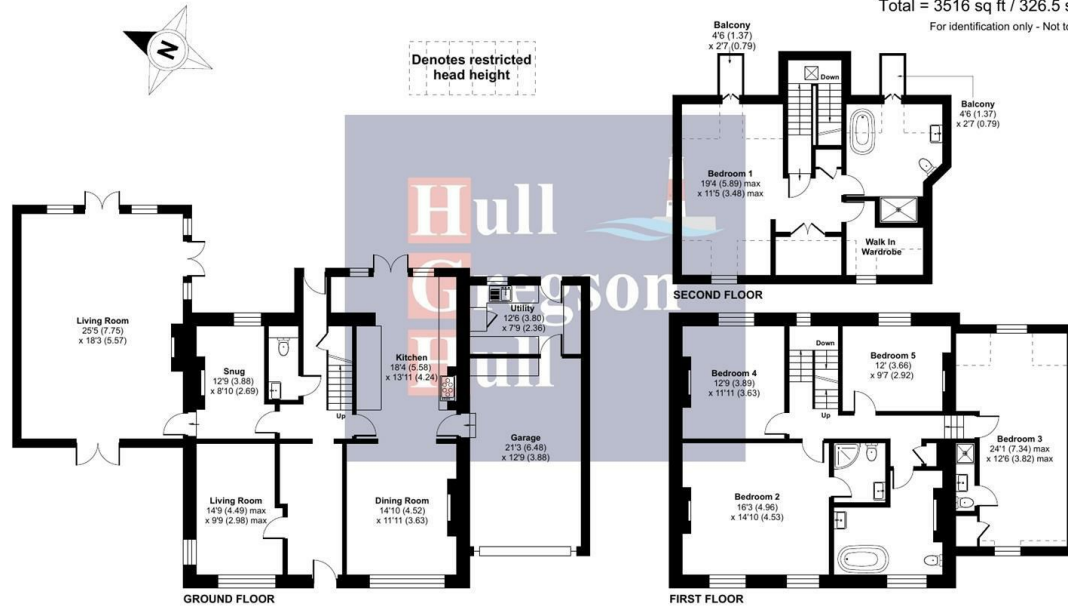 Total = 3516 sq ft / 326.5 s
For identification only - Not to
N
Denotes restricted
head height
Balcony
4'6 (1.37)
x 2'7 (0.79)
Down
Balcony
4'6 (1.37)
x 2'7 (0.79)
Bedroom 1
19'4 (5.89) max
x 11'5 (3.48) max
Walk In
Wardrobe
SECOND FLOOR
Hull
Gregson
Hull
Living Room
25'5 (7.75)
x 18'3 (5.57)
Snug
12'9 (3.88)
x 8'10 (2.69)
Up
Kitchen
18'4 (5.58)
x 13'11 (4.24)
Utility
12'6 (3.80)
x 7'9 (2.36)
Garage
21'3 (6.48)
x 12'9 (3.88)
Living Room
14'9 (4.49) max
x 9'9 (2.98) max
Dining Room
14'10 (4.52)
x 11'11 (3.63)
GROUND FLOOR
Down
Up
Bedroom 4
12'9 (3.89)
x 11'11 (3.63)
Bedroom 5
12' (3.66)
x 9'7 (2.92)
Bedroom 3
24'1 (7.34) max
x 12'6 (3.82) max
Bedroom 2
16'3 (4.96)
x 14'10 (4.53)
FIRST FLOOR